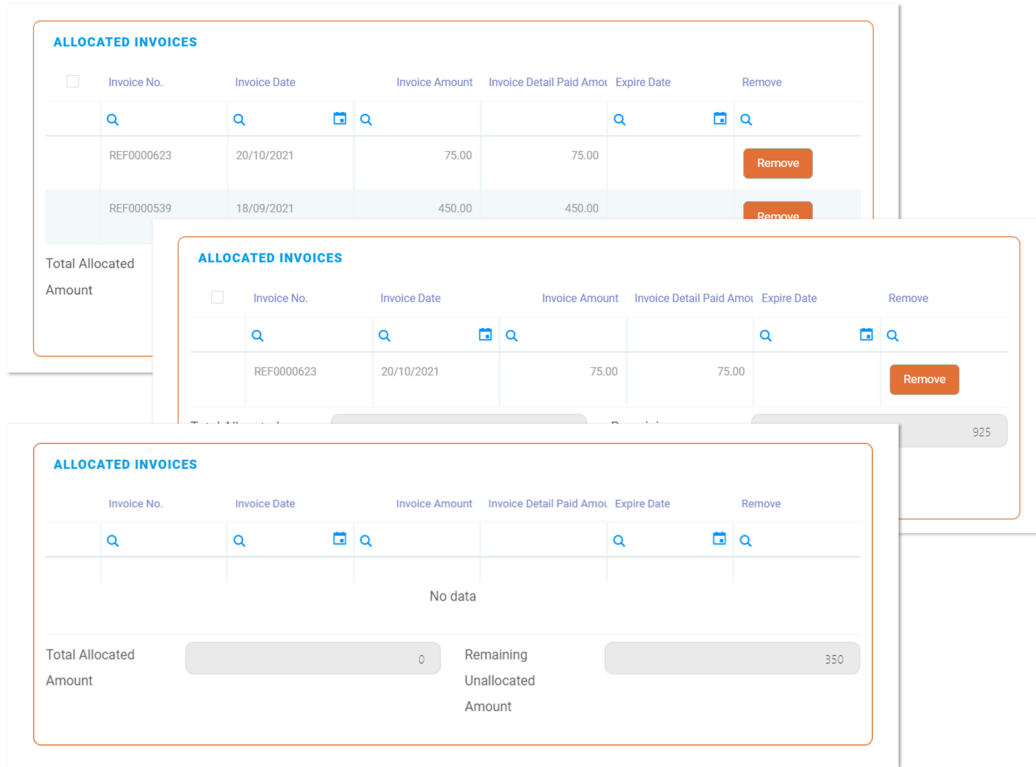 ALLOCATED INVOICES
Invoice No. Invoice Date Invoice Amount Invoice Detail Paid Amou Expire Date Remove
REF0000623 20/10/2021 75.00 75.00 Remove
REF0000539 18/09/2021 450.00 450.00 Remove
Total Allocated
Amount
ALLOCATED INVOICES
Invoice No. Invoice Date Invoice Amount Invoice Detail Paid Amou Expire Date Remove
REF0000623 20/10/2021 75.00 75.00 Remove
925
ALLOCATED INVOICES
Invoice No. Invoice Date Invoice Amount Invoice Detail Paid Amou Expire Date Remove
No data
Total Allocated 0 Remaining 350
Amount Unallocated
Amount